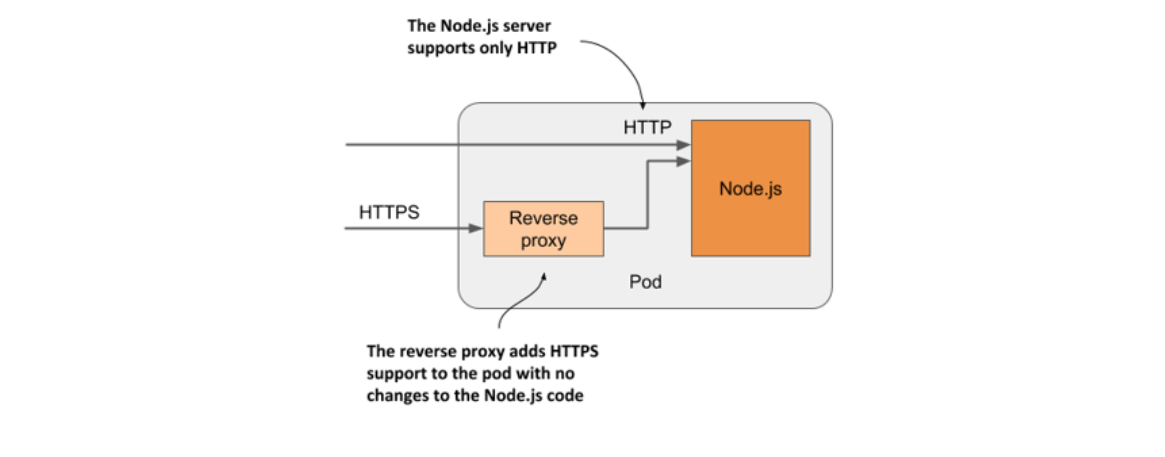 The Node.js server
supports only HTTP
HTTP
Node.js
HTTPS
Reverse
proxy
Pod
The reverse proxy adds HTTPS
support to the pod with no
changes to the Node.js code